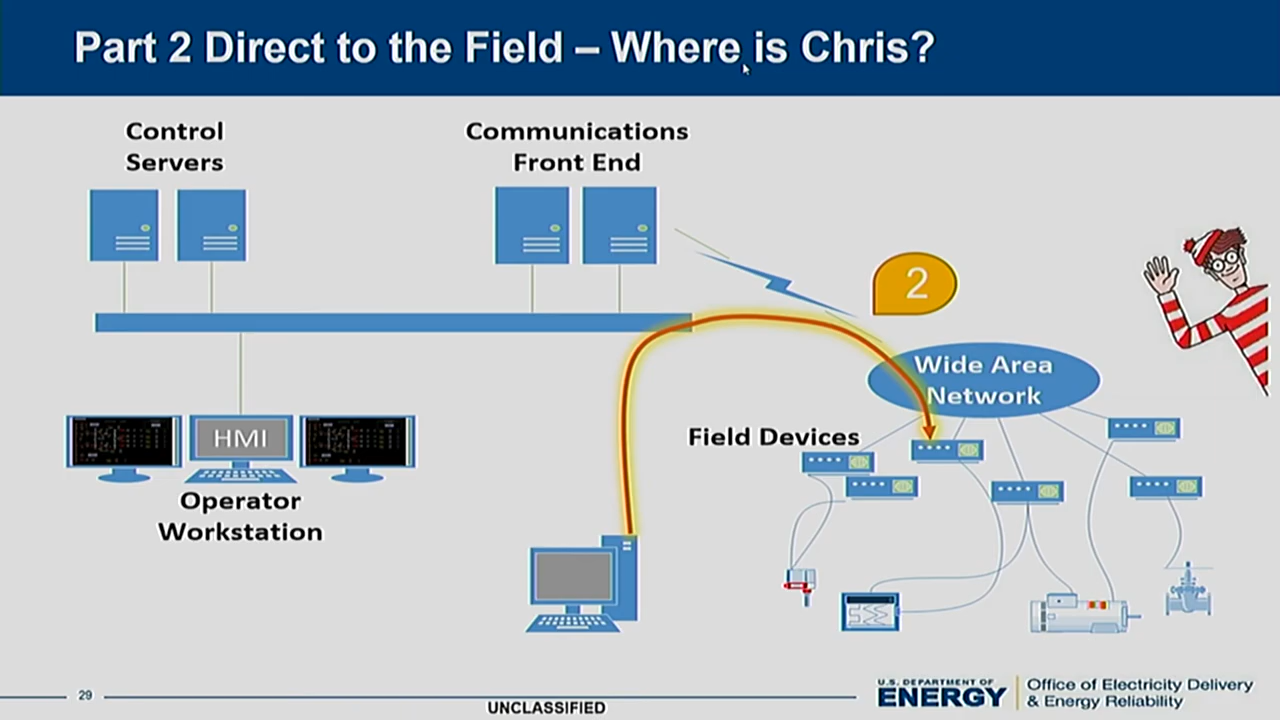 Part 2 Direct to the Field – Where is Chris?
Control
Servers
Communications
Front End
2
Wide Area
Network
Field Devices
HMI
Operator
Workstation
29
UNCLASSIFIED
U.S. DEPARTMENT OF
ENERGY
Office of Electricity Delivery
& Energy Reliability